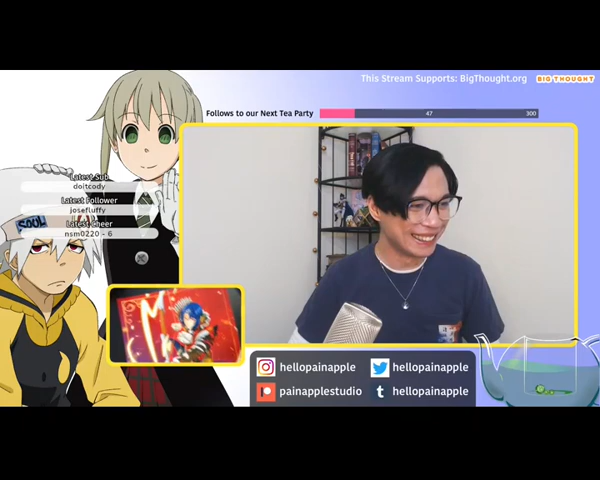 This Stream Supports: BigThought.org
BIG THOUGHT
Follows to our Next Tea Party
47
300
Latest Sub
doitcody
Latest Follower
josefluffy
Latest Cheer
nsm0220 - 6
SOUL
hellopainapple
hellopainapple
painapplestudio
hellopainapple